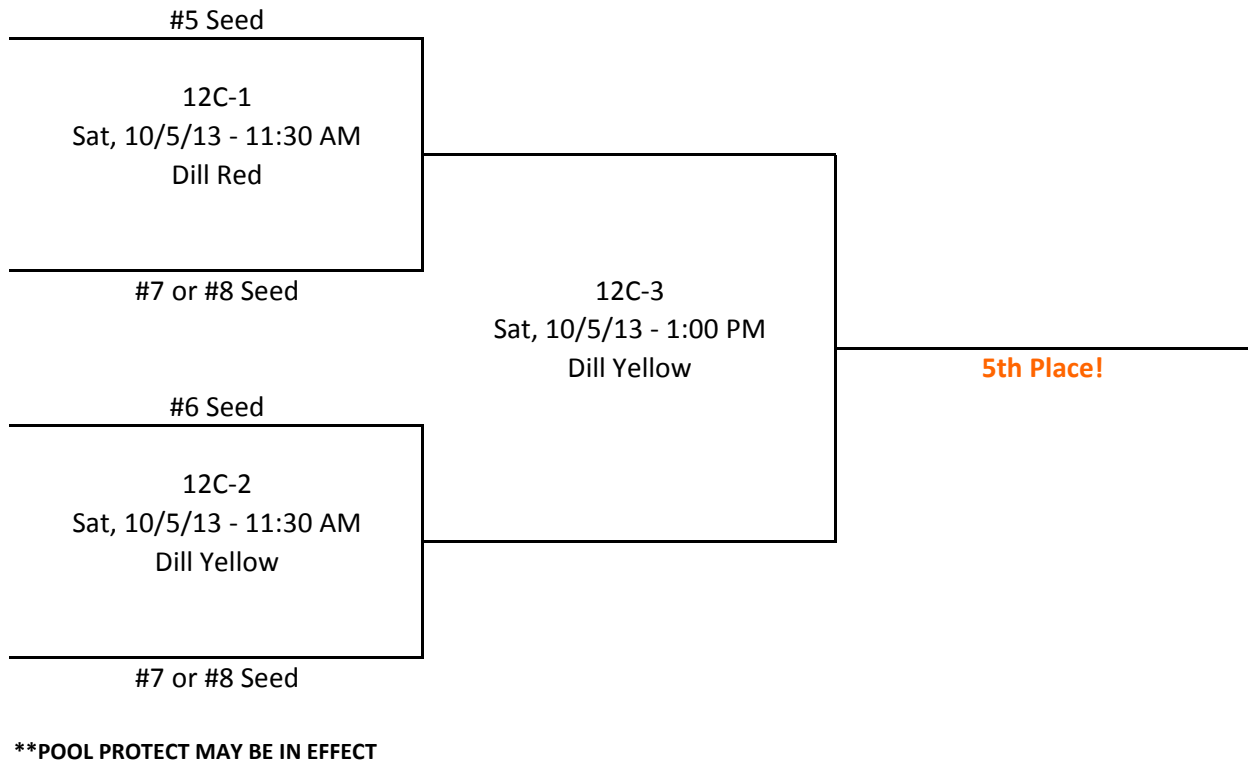 #5 Seed
12C-1
Sat, 10/5/13 - 11:30 AM
Dill Red
#7 or #8 Seed
12C-3
Sat, 10/5/13 - 1:00 PM
Dill Yellow
5th Place!
#6 Seed
12C-2
Sat, 10/5/13 - 11:30 AM
Dill Yellow
#7 or #8 Seed
**POOL PROTECT MAY BE IN EFFECT